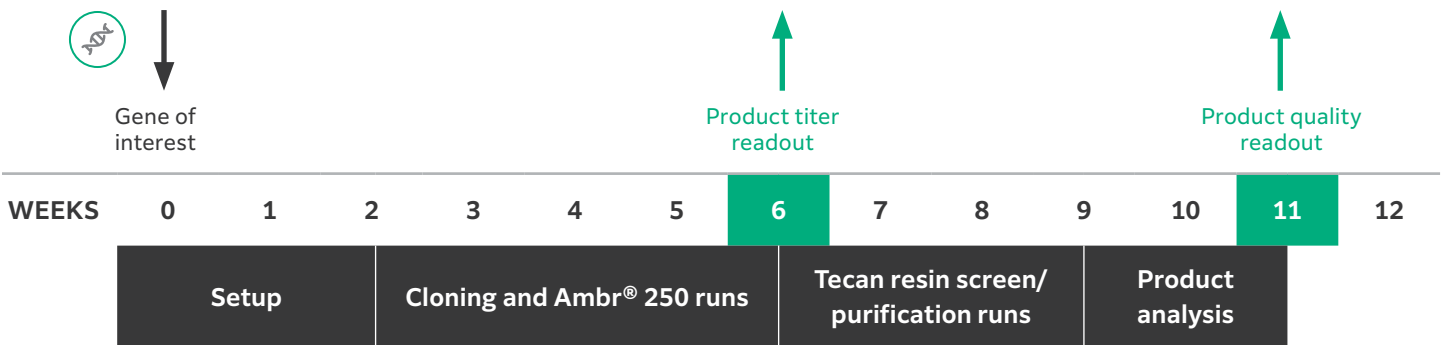 Gene of
interest
Product titer
readout
Product quality
readout
WEEKS 0 1 2 3 4 5 6 7 8 9 10 11 12
Setup
Cloning and Ambr® 250 runs
Tecan resin screen/
purification runs
Product
analysis